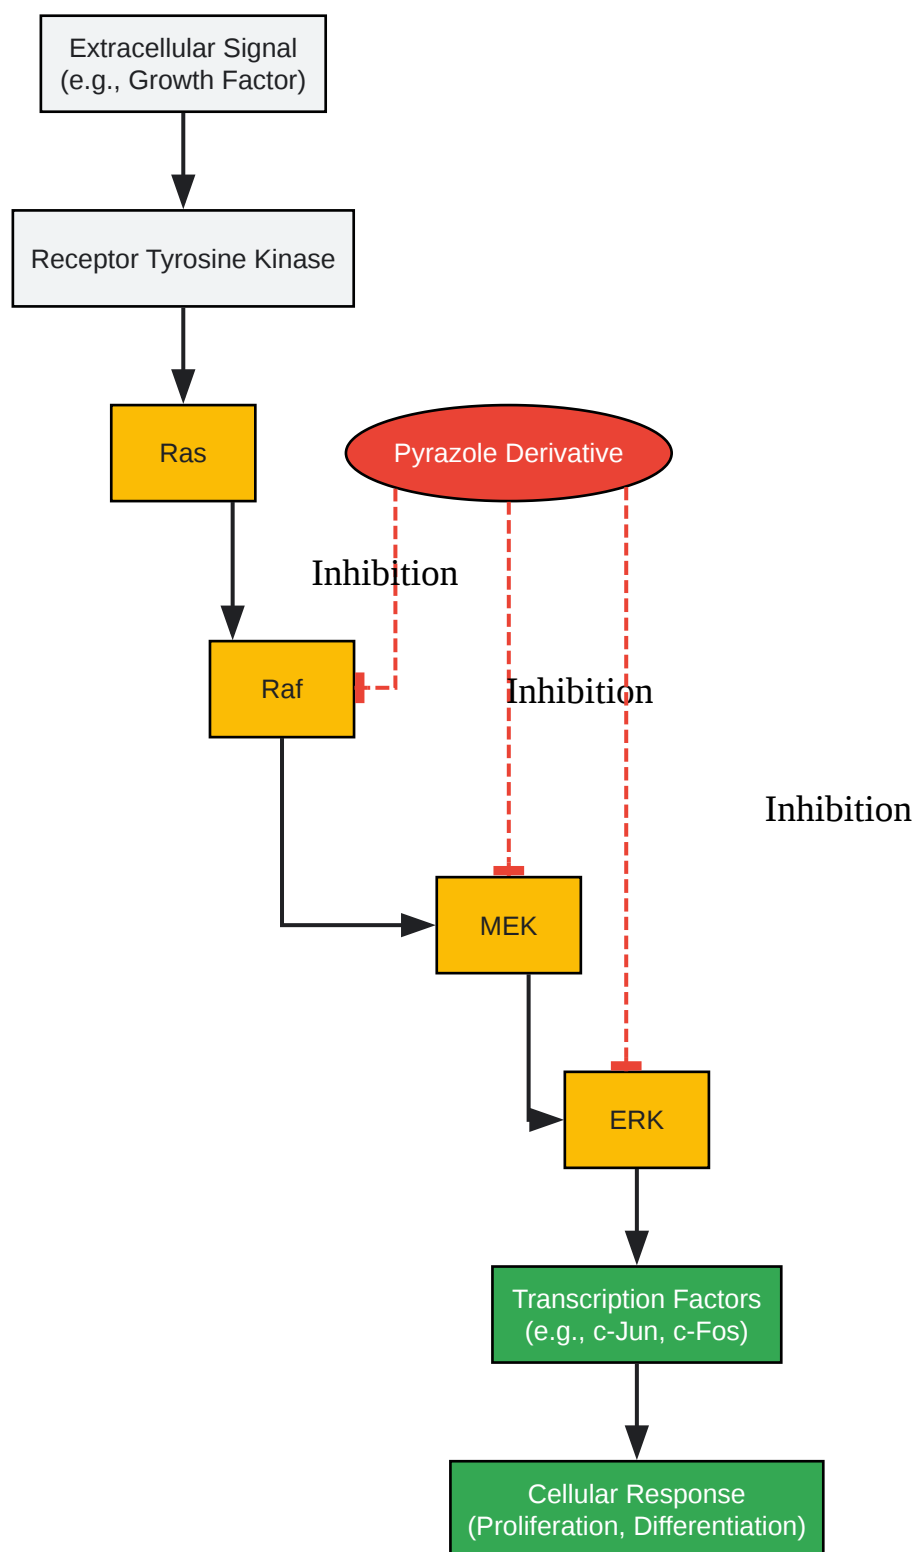 Extracellular Signal
(e.g., Growth Factor)
Receptor Tyrosine Kinase
Ras
Pyrazole Derivative
Inhibition
Raf
Inhibition
Inhibition
MEK
ERK
Transcription Factors
(e.g., c-Jun, c-Fos)
Cellular Response
(Proliferation, Differentiation)